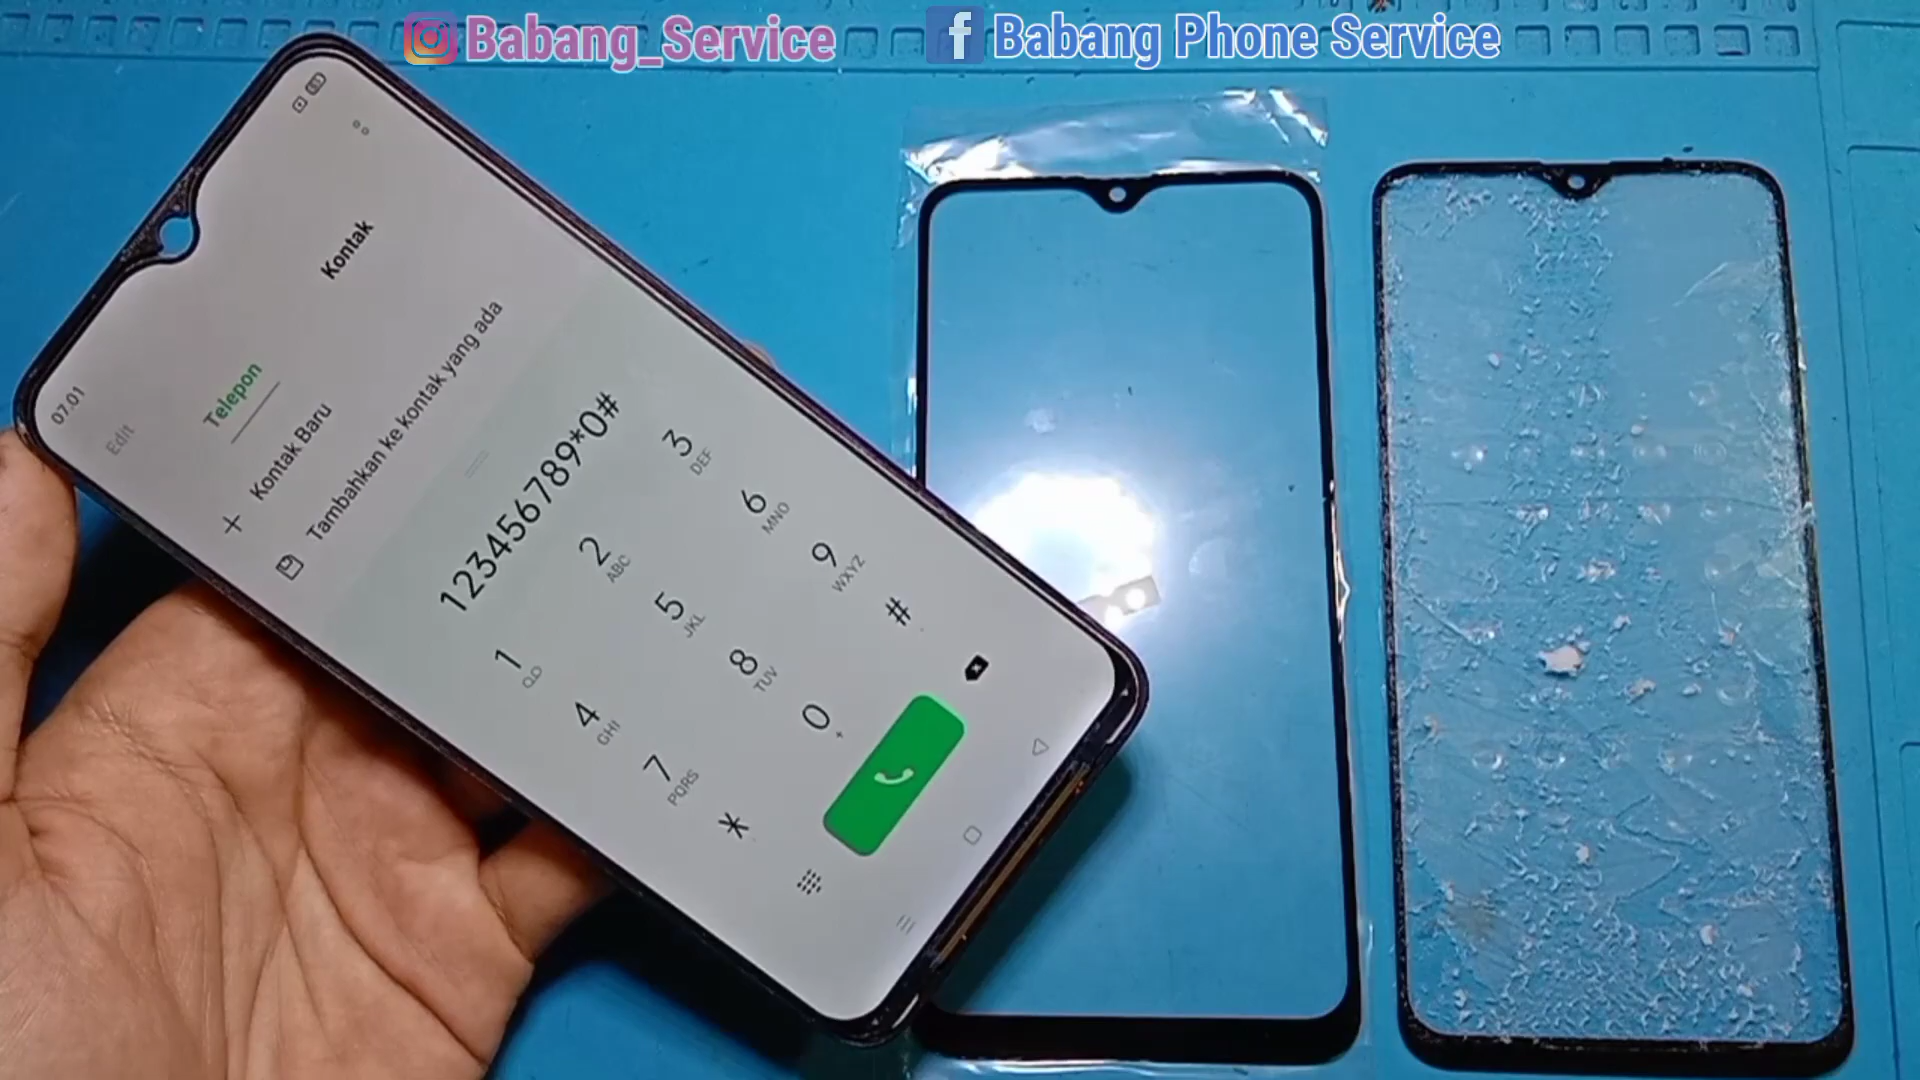 Babang_Service
f Babang Phone Service
07.01
Edit
Telepon
Kontak
+ Kontak Baru
Tambahkan ke kontak yang ada
123456789*0#
1
2 ABC
3 DEF
4 GHI
5 JKL
6 MNO
7 PQRS
8 TUV
9 WXYZ
*
0 +
#